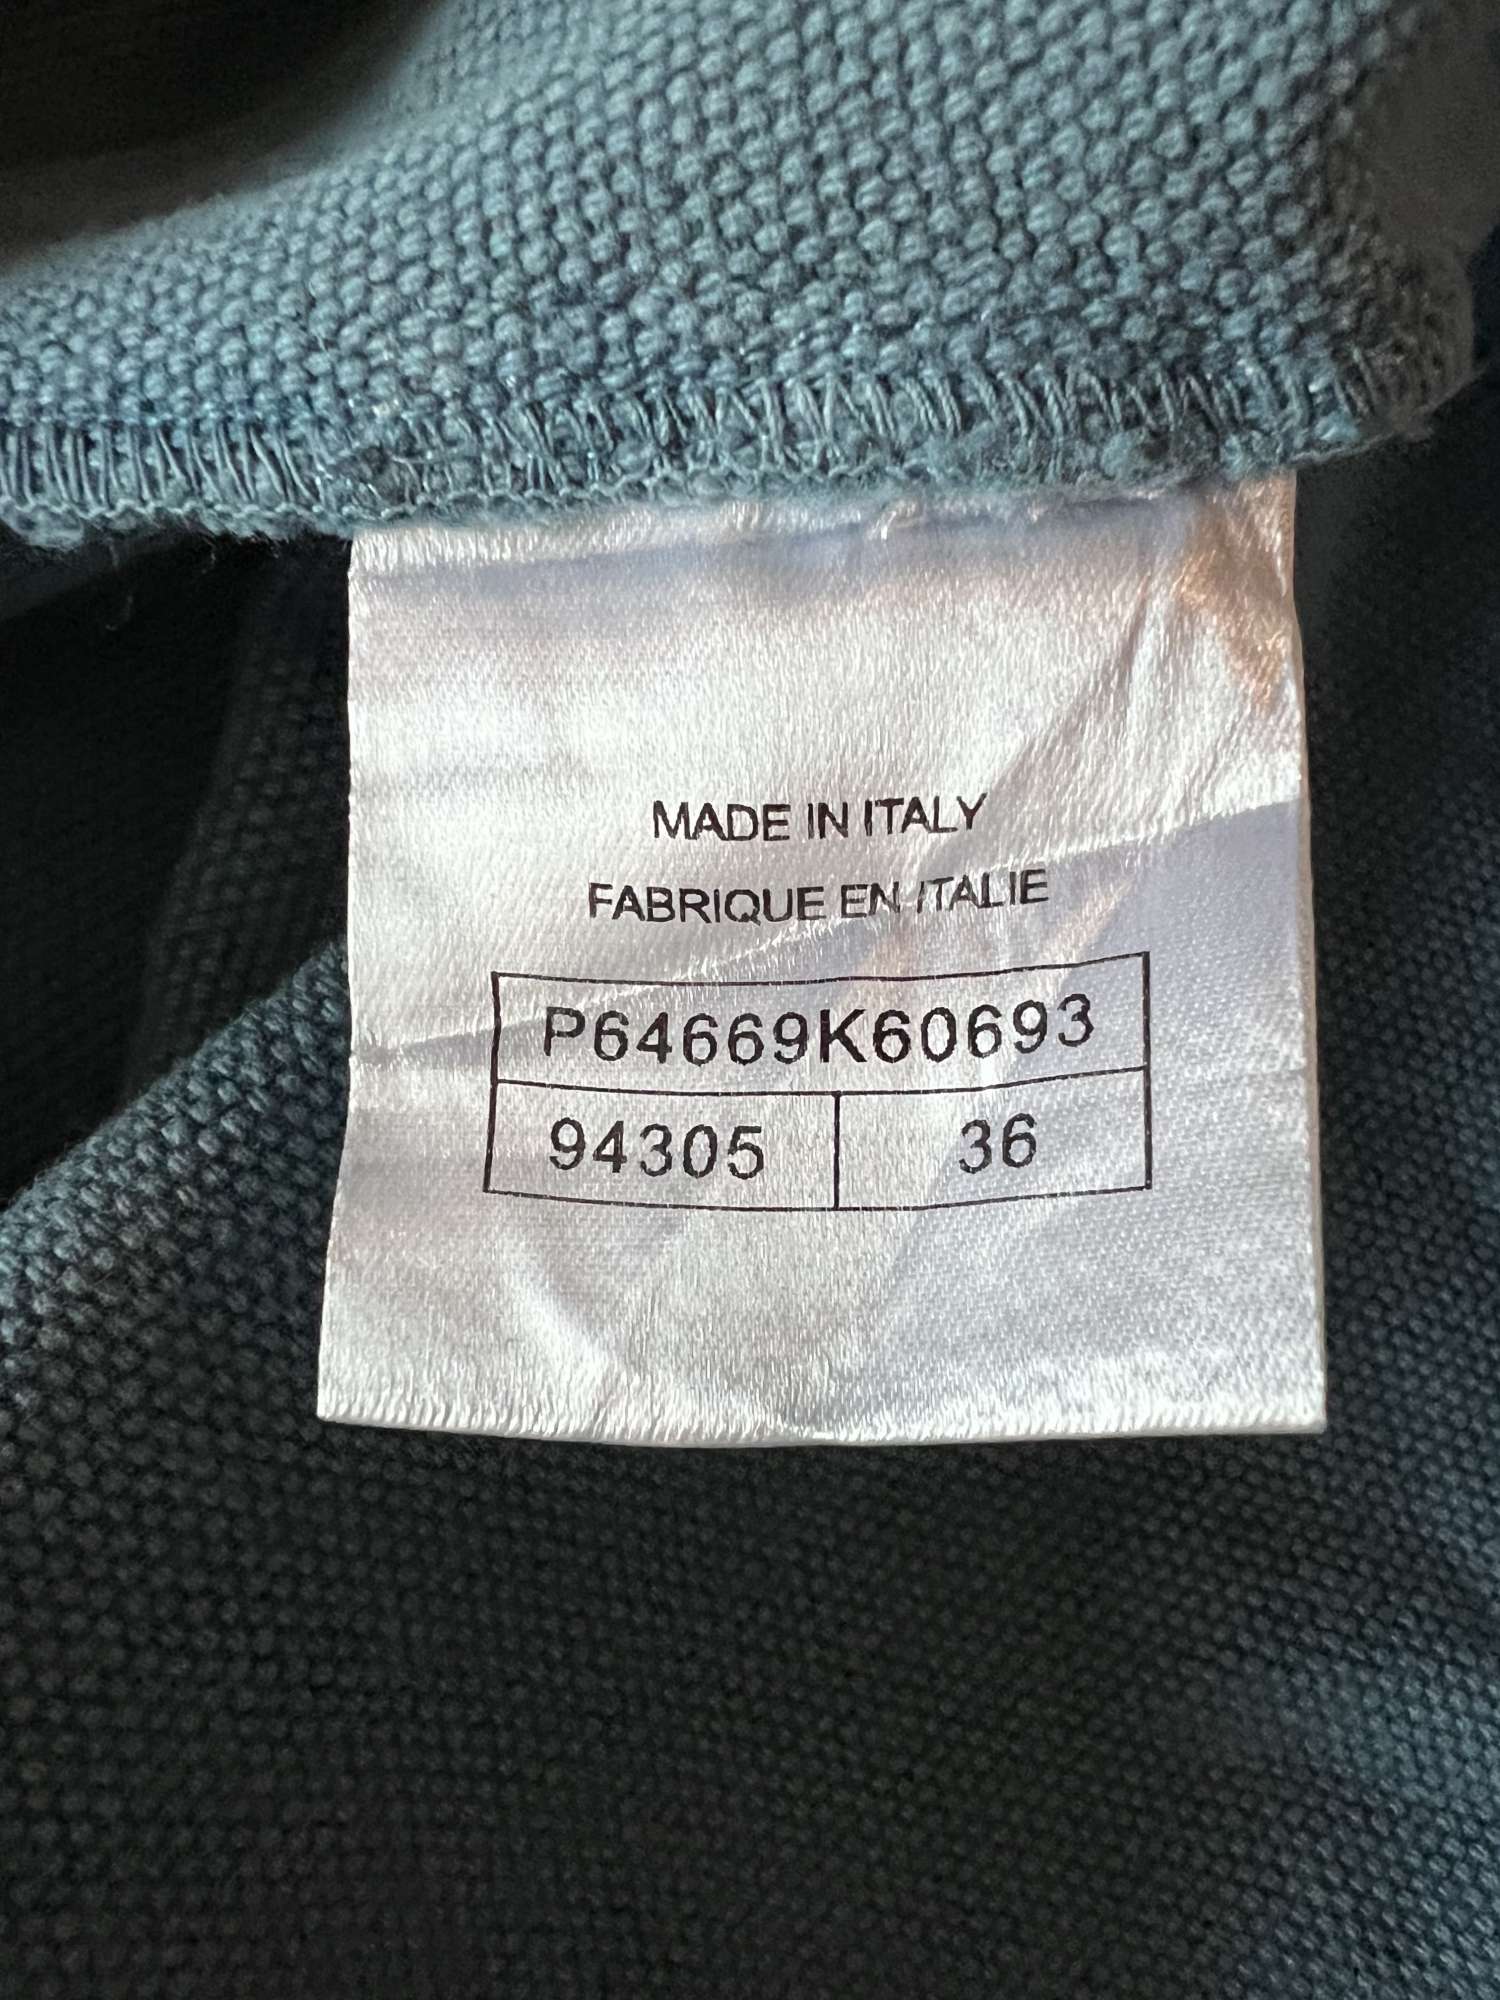 MADE IN ITALY
FABRIQUE EN ITALIE
P64669K60693
94305 36